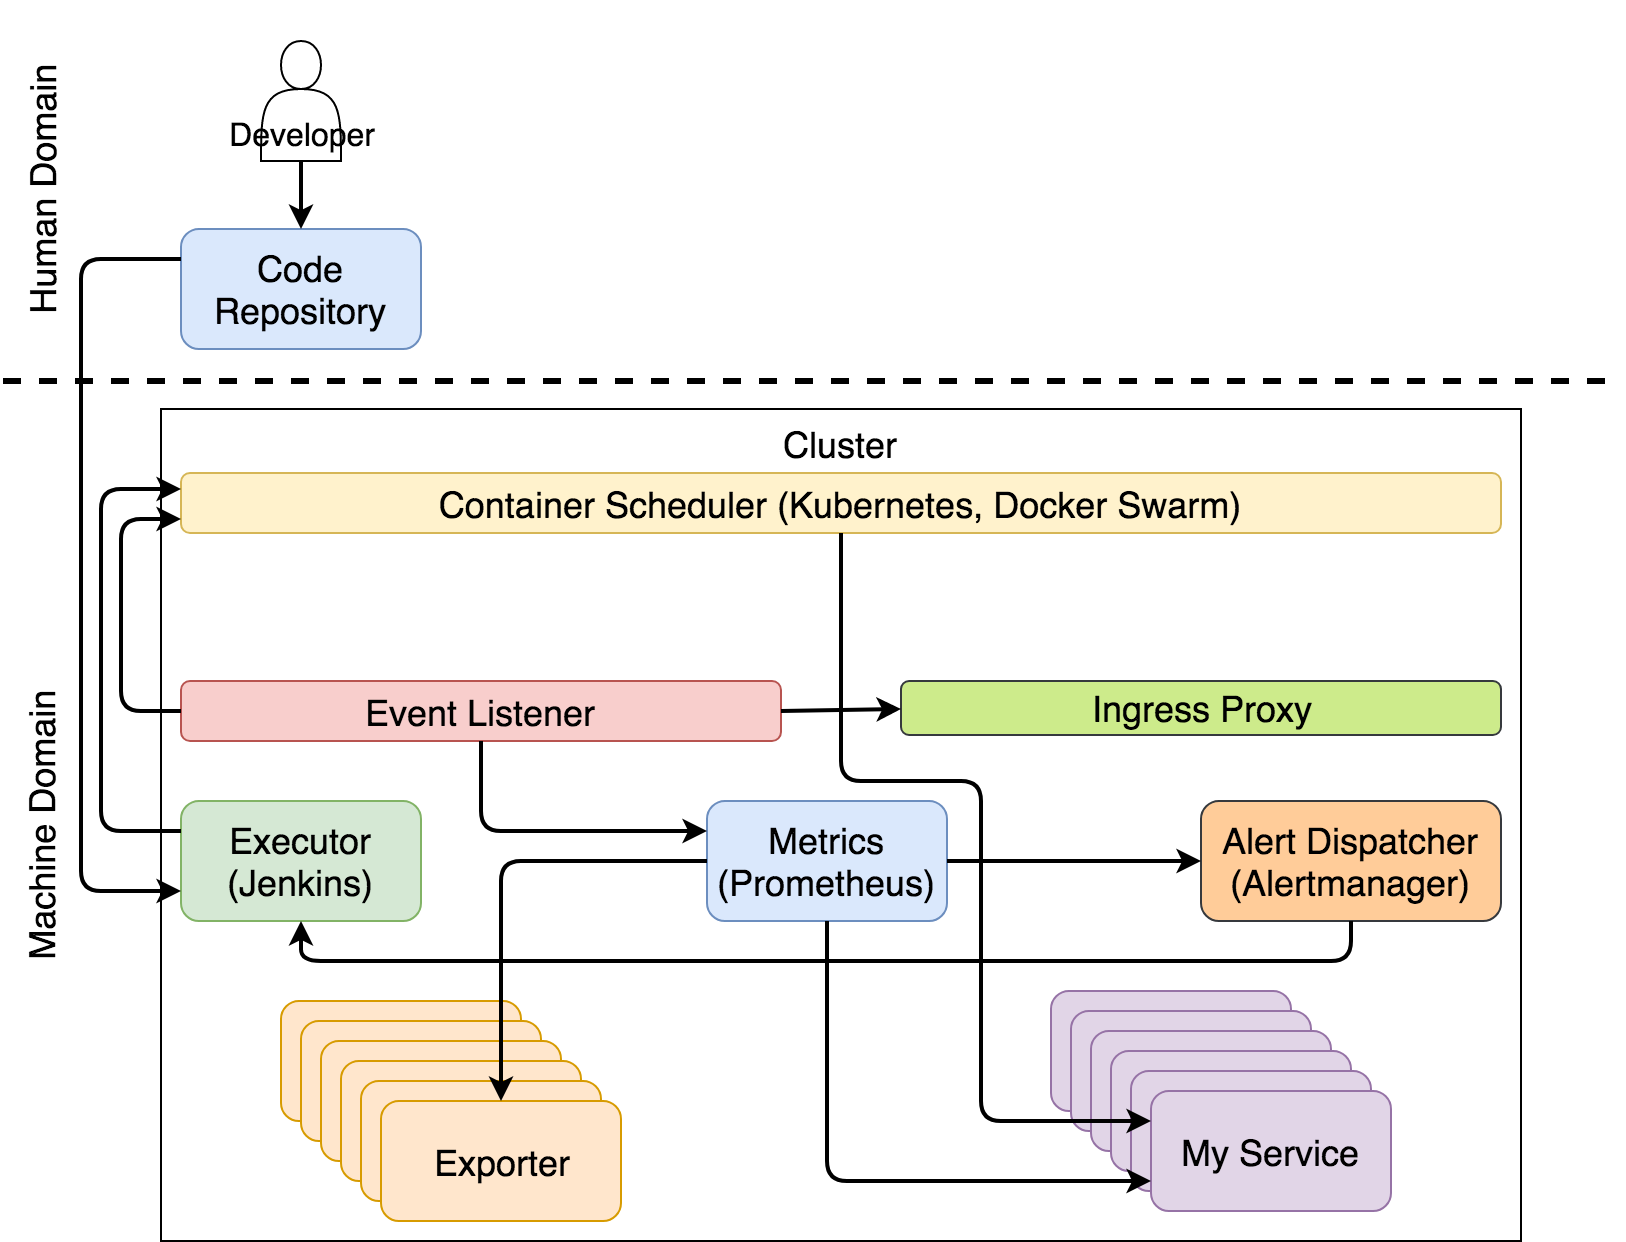 Human Domain
Developer
Code
Repository
Machine Domain
Cluster
Container Scheduler (Kubernetes, Docker Swarm)
Event Listener
Ingress Proxy
Executor
(Jenkins)
Metrics
(Prometheus)
Alert Dispatcher
(Alertmanager)
Exporter
My Service